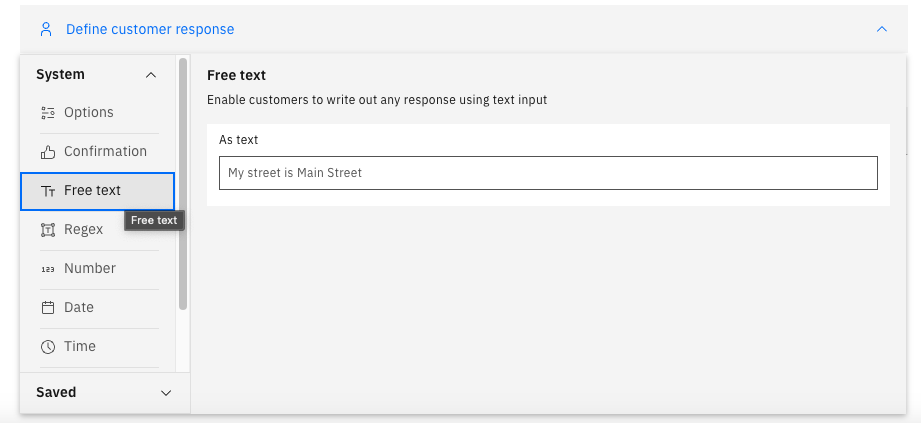 Define customer response
System
Options
Confirmation
Free text
Free text
Regex
Number
Date
Time
Saved
Free text
Enable customers to write out any response using text input
As text
My street is Main Street